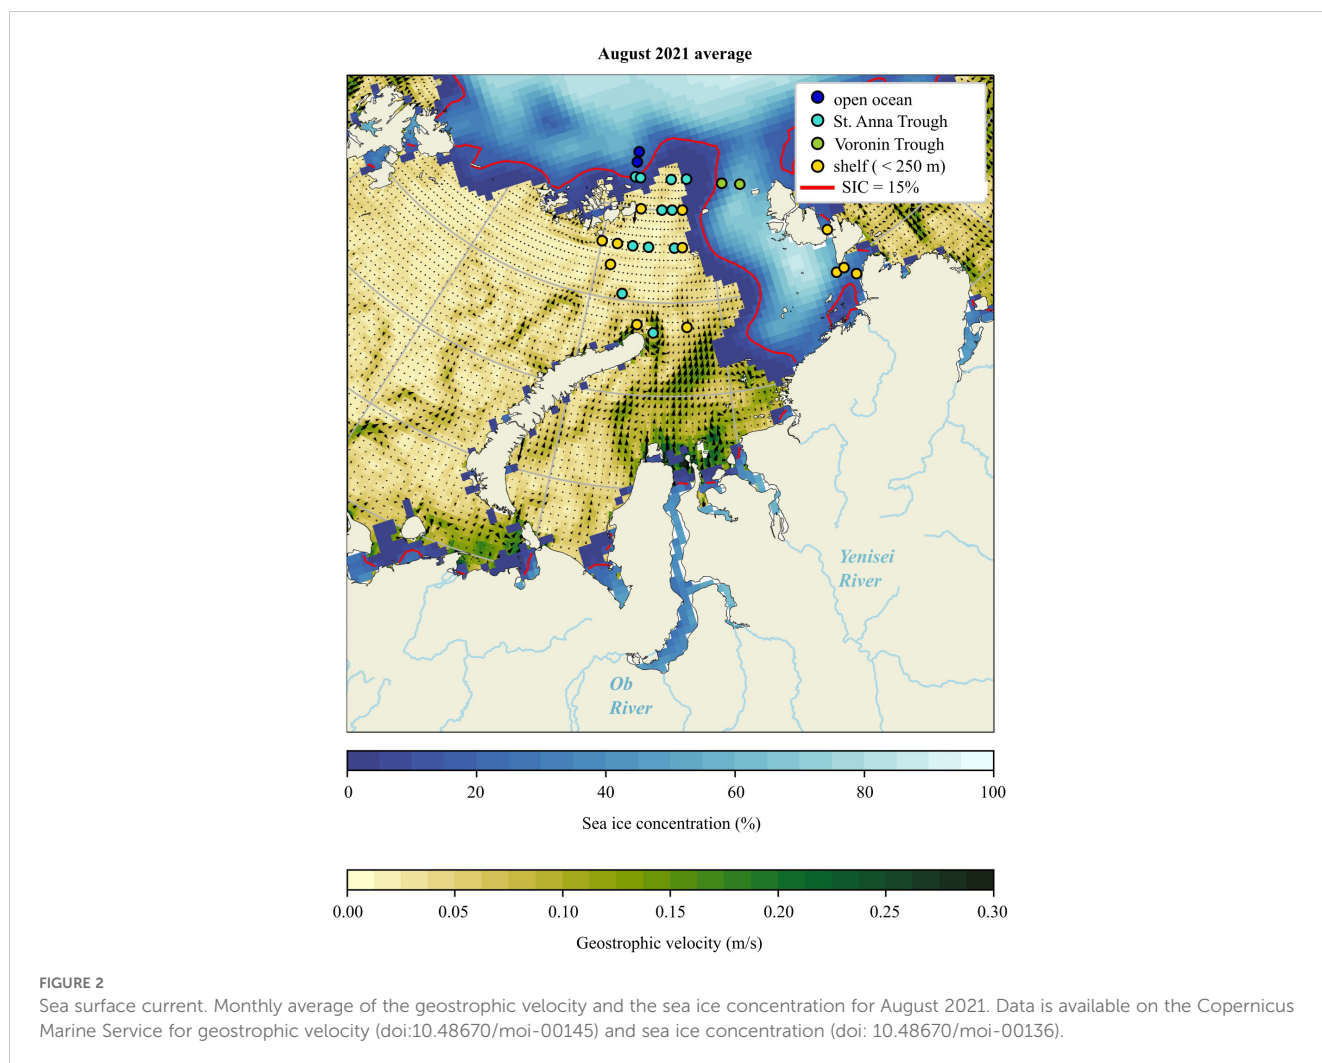 August 2021 average
open ocean
St. Anna Trough
Voronin Trough
shelf ( < 250 m)
SIC = 15%
Yenisei
River
Ob
River
0 20 40 60 80 100
Sea ice concentration (%)
0.00 0.05 0.10 0.15 0.20 0.25 0.30
Geostrophic velocity (m/s)
FIGURE 2
Sea surface current. Monthly average of the geostrophic velocity and the sea ice concentration for August 2021. Data is available on the Copernicus
Marine Service for geostrophic velocity (doi:10.48670/moi-00145) and sea ice concentration (doi: 10.48670/moi-00136).